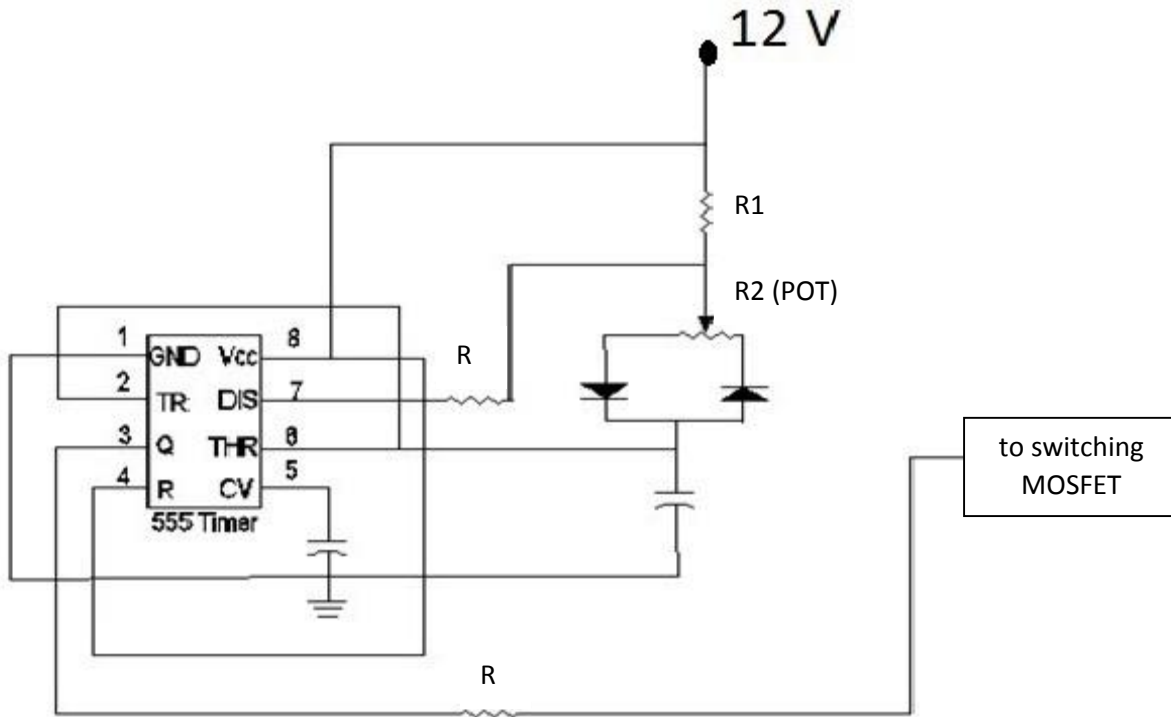 12 V
R1
R2 (POT)
R
1
GND
Vcc
8
2
TR
DIS
7
3
Q
THR
6
4
R
CV
5
555 Timer
to switching
MOSFET
R